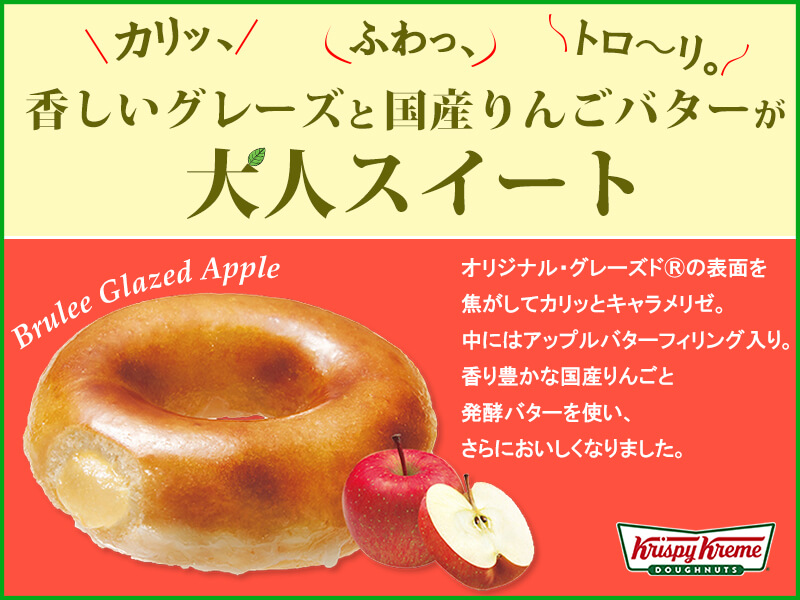 カリッ、 ふわっ、 トロ〜リ。
香しいグレーズと国産りんごバターが
大人スイート
Brulee Glazed Apple
オリジナル・グレーズド®の表面を
焦がしてカリッとキャラメリゼ。
中にはアップルバターフィリング入り。
香り豊かな国産りんごと
発酵バターを使い、
さらにおいしくなりました。
Krispy Kreme
DOUGHNUTS